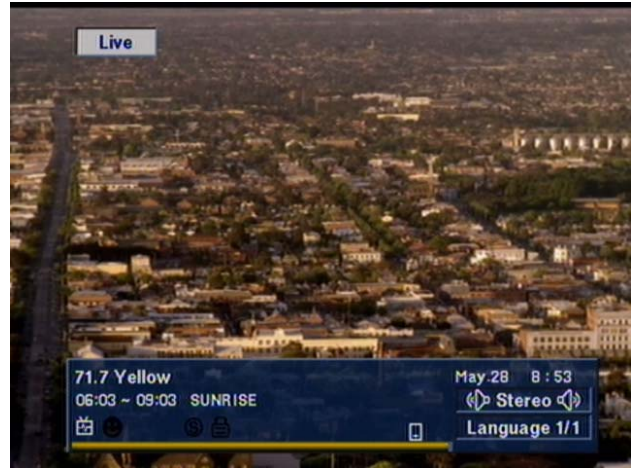 Live
71.7 Yellow
May.28 8:53
06:03 ~ 09:03 SUNRISE
Stereo
Language 1/1